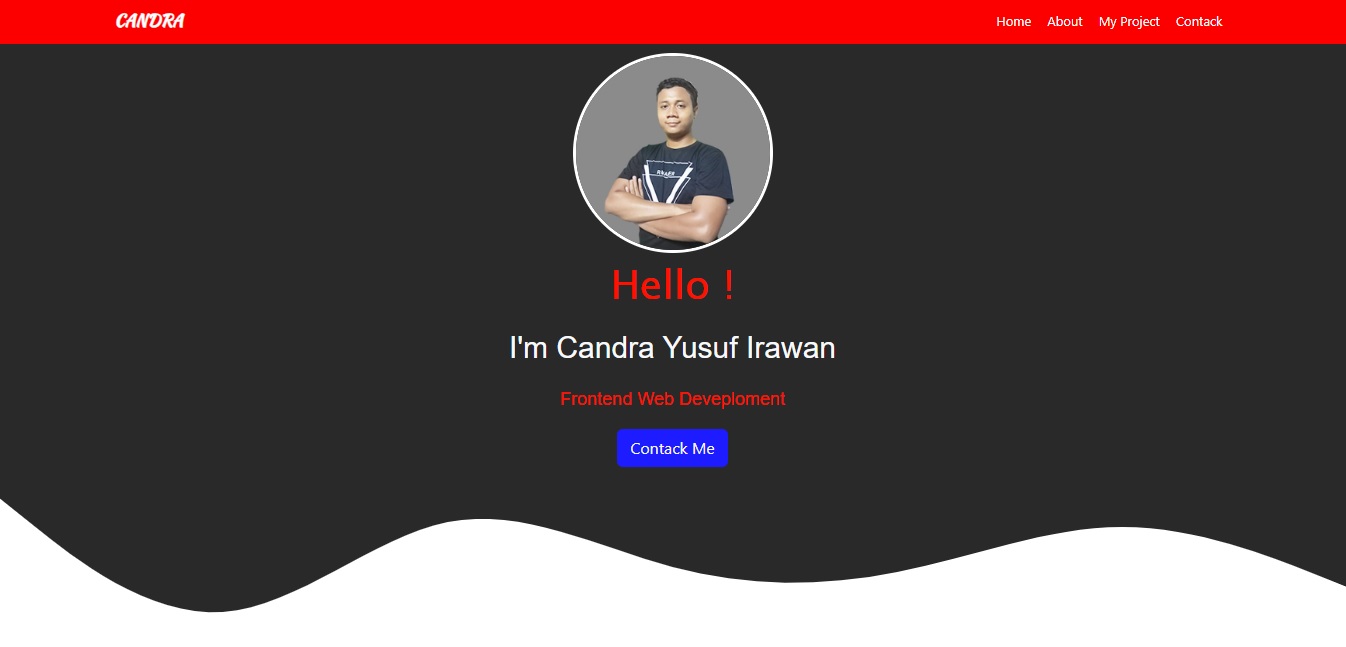 CANDRA
Home About My Project Contack
Hello !
I'm Candra Yusuf Irawan
Frontend Web Deveploment
Contack Me